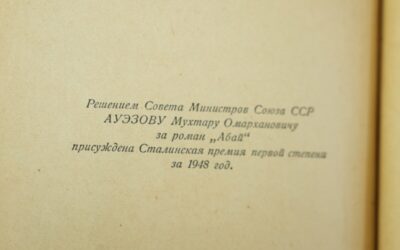 Решением Совета Министров Союза ССР
АУЭЗОВУ Мухтару Омархановичу
за роман „Абай"
присуждена Сталинская премия первой степени
за 1948 год.